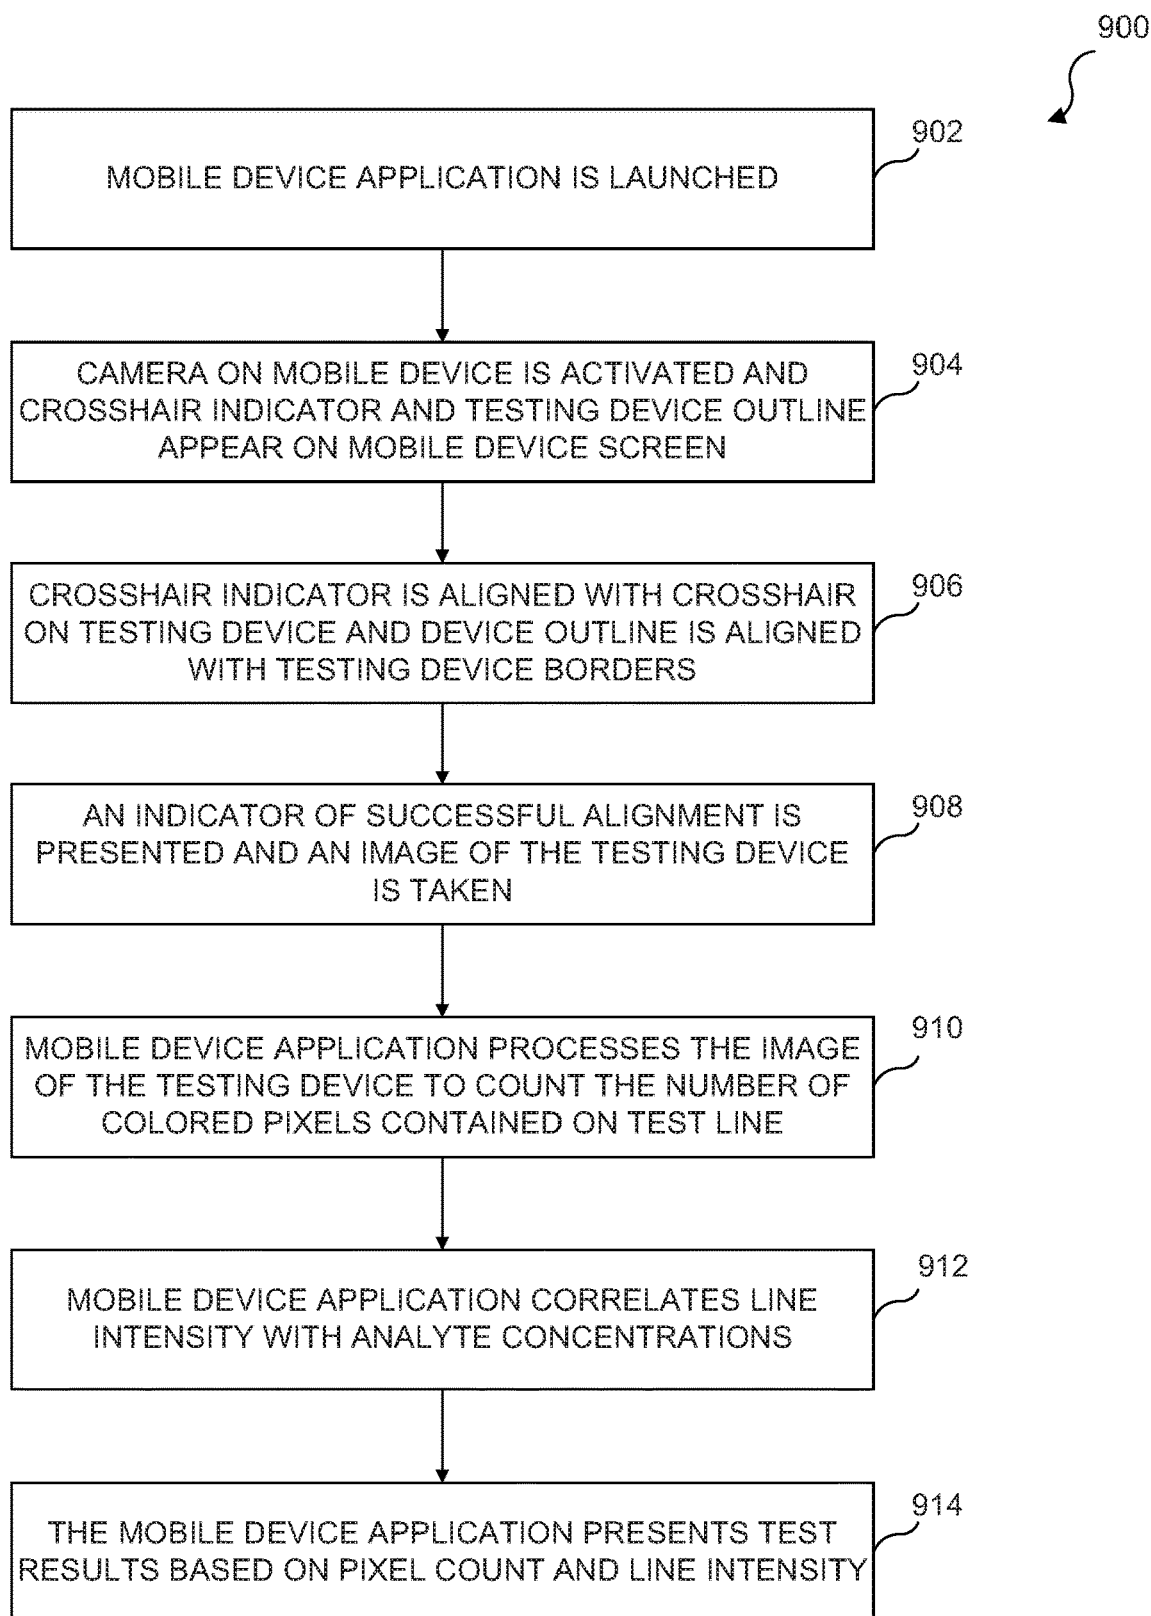 900
902
MOBILE DEVICE APPLICATION IS LAUNCHED
904
CAMERA ON MOBILE DEVICE IS ACTIVATED AND
CROSSHAIR INDICATOR AND TESTING DEVICE OUTLINE
APPEAR ON MOBILE DEVICE SCREEN
906
CROSSHAIR INDICATOR IS ALIGNED WITH CROSSHAIR
ON TESTING DEVICE AND DEVICE OUTLINE IS ALIGNED
WITH TESTING DEVICE BORDERS
908
AN INDICATOR OF SUCCESSFUL ALIGNMENT IS
PRESENTED AND AN IMAGE OF THE TESTING DEVICE
IS TAKEN
910
MOBILE DEVICE APPLICATION PROCESSES THE IMAGE
OF THE TESTING DEVICE TO COUNT THE NUMBER OF
COLORED PIXELS CONTAINED ON TEST LINE
912
MOBILE DEVICE APPLICATION CORRELATES LINE
INTENSITY WITH ANALYTE CONCENTRATIONS
914
THE MOBILE DEVICE APPLICATION PRESENTS TEST
RESULTS BASED ON PIXEL COUNT AND LINE INTENSITY